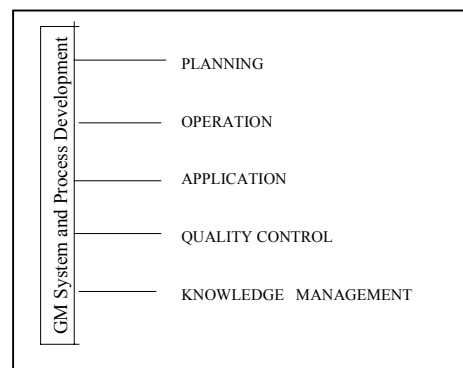 GM System and Process Development
PLANNING
OPERATION
APPLICATION
QUALITY CONTROL
KNOWLEDGE MANAGEMENT